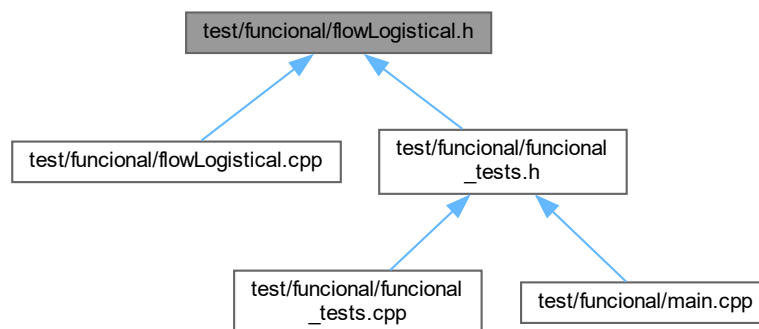 test/funcional/flowLogistical.h
test/funcional/flowLogistical.cpp
test/funcional/funcional
_tests.h
test/funcional/funcional
_tests.cpp
test/funcional/main.cpp